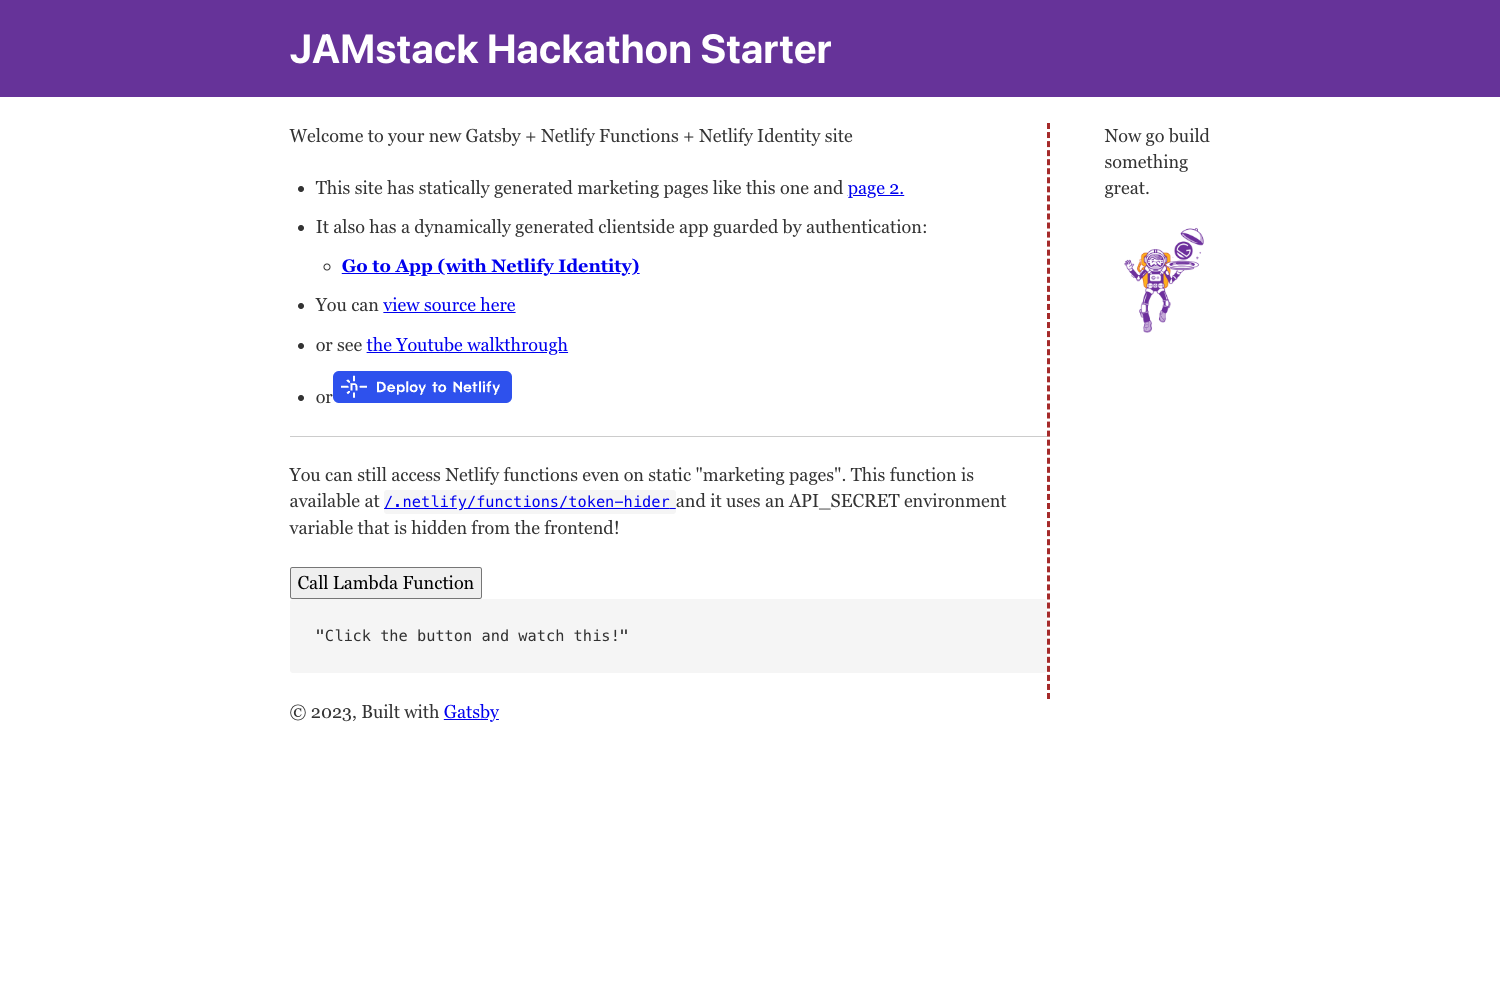 JAMstack Hackathon Starter
Welcome to your new Gatsby + Netlify Functions + Netlify Identity site
This site has statically generated marketing pages like this one and page 2.
It also has a dynamically generated clientside app guarded by authentication:
Go to App (with Netlify Identity)
You can view source here
or see the Youtube walkthrough
or Deploy to Netlify
You can still access Netlify functions even on static "marketing pages". This function is
available at /.netlify/functions/token-hider and it uses an API_SECRET environment
variable that is hidden from the frontend!
Call Lambda Function
"Click the button and watch this!"
Now go build
something
great.
© 2023, Built with Gatsby